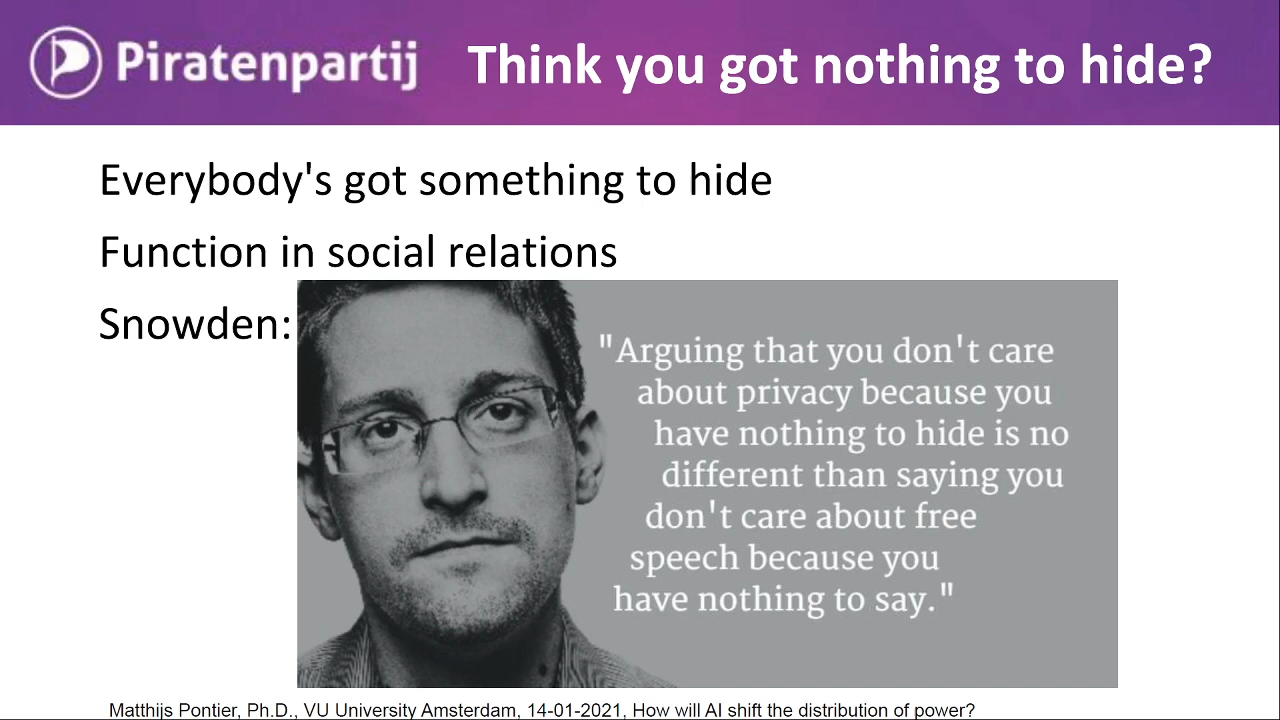 Piratenpartij
Think you got nothing to hide?
Everybody's got something to hide
Function in social relations
Snowden:
"Arguing that you don't care
about privacy because you
have nothing to hide is no
different than saying you
don't care about free
speech because you
have nothing to say."
Matthijs Pontier, Ph.D., VU University Amsterdam, 14-01-2021, How will AI shift the distribution of power?